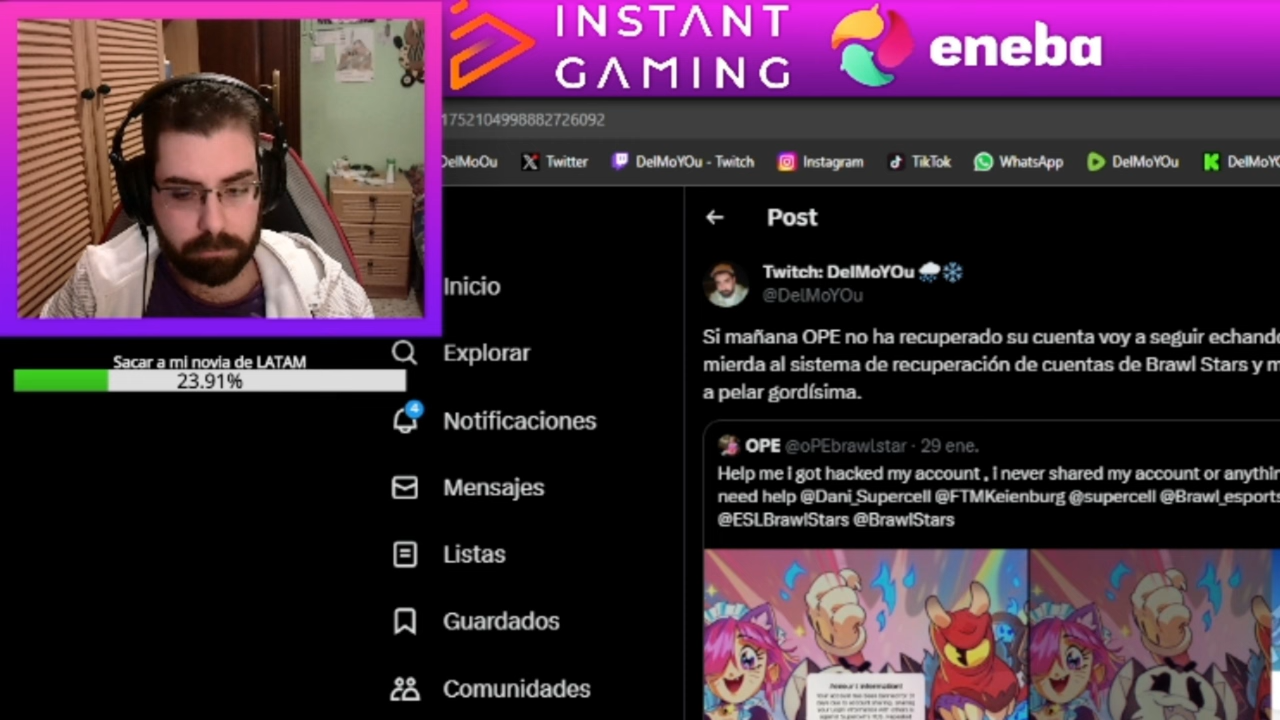 INSTANT
GAMING
eneba
1752104998882726092
DelMoOu
Twitter
DelMoYOu - Twitch
Instagram
TikTok
WhatsApp
DelMoYOu
DelMoYO
Post
Twitch: DelMoYOu
@DelMoYOu
Si mañana OPE no ha recuperado su cuenta voy a seguir echando
mierda al sistema de recuperación de cuentas de Brawl Stars y m
a pelar gordísima.
OPE @oPEbrawlstar · 29 ene.
Help me i got hacked my account , i never shared my account or anythin
need help @Dani_Supercell @FTMKeienburg @supercell @Brawl_esports
@ESLBrawlStars @BrawlStars
Inicio
Explorar
4
Notificaciones
Mensajes
Listas
Guardados
Comunidades
Sacar a mi novia de LATAM
23.91%